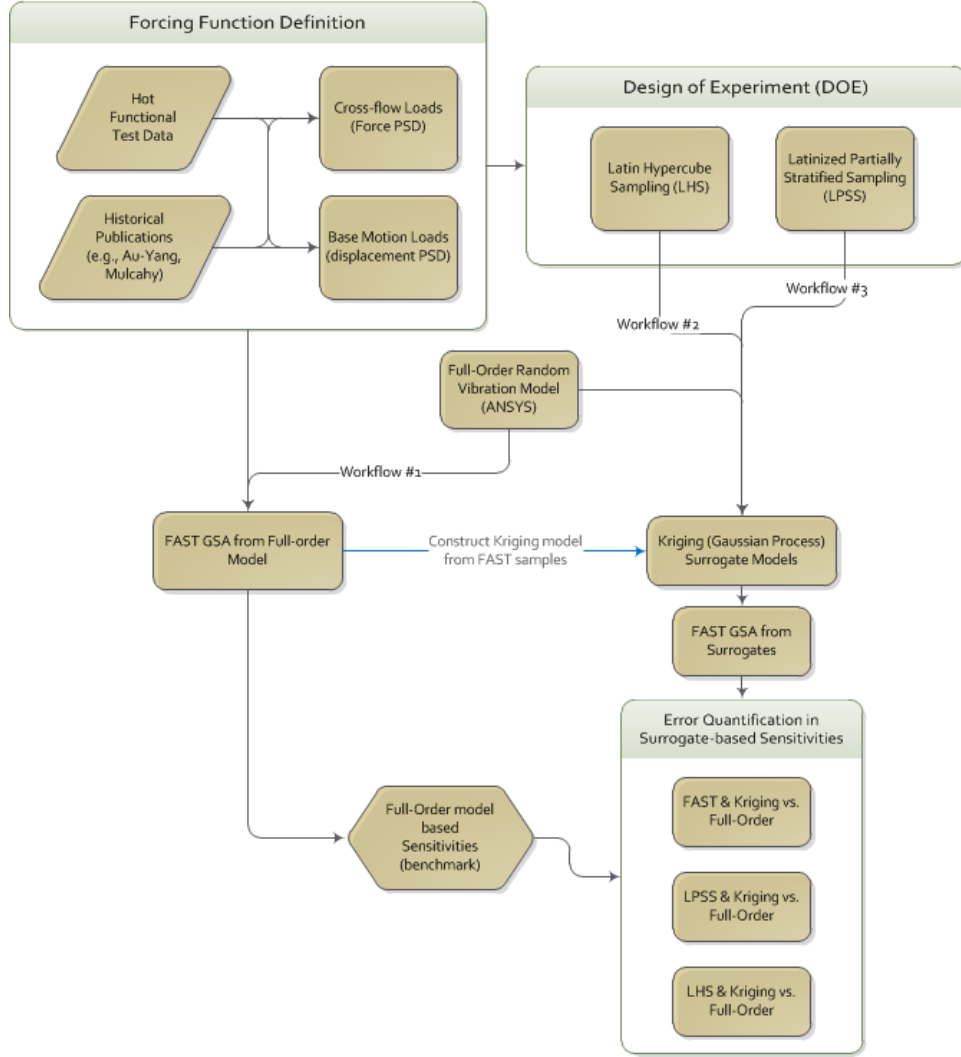 Forcing Function Definition
Hot
Functional
Test Data
Cross-flow Loads
(Force PSD)
Historical
Publications
(e.g., Au-Yang,
Mulcahy)
Base Motion Loads
(displacement PSD)
Design of Experiment (DOE)
Latin Hypercube
Sampling (LHS)
Latinized Partially
Stratified Sampling
(LPSS)
Workflow #3
Workflow #2
Full-Order Random
Vibration Model
(ANSYS)
Workflow #1
FAST GSA from Full-order
Model
Construct Kriging model
from FAST samples
Kriging (Gaussian Process)
Surrogate Models
FAST GSA from
Surrogates
Error Quantification in
Surrogate-based Sensitivities
FAST & Kriging vs.
Full-Order
Full-Order model
based
Sensitivities
(benchmark)
LPSS & Kriging vs.
Full-Order
LHS & Kriging vs.
Full-Order